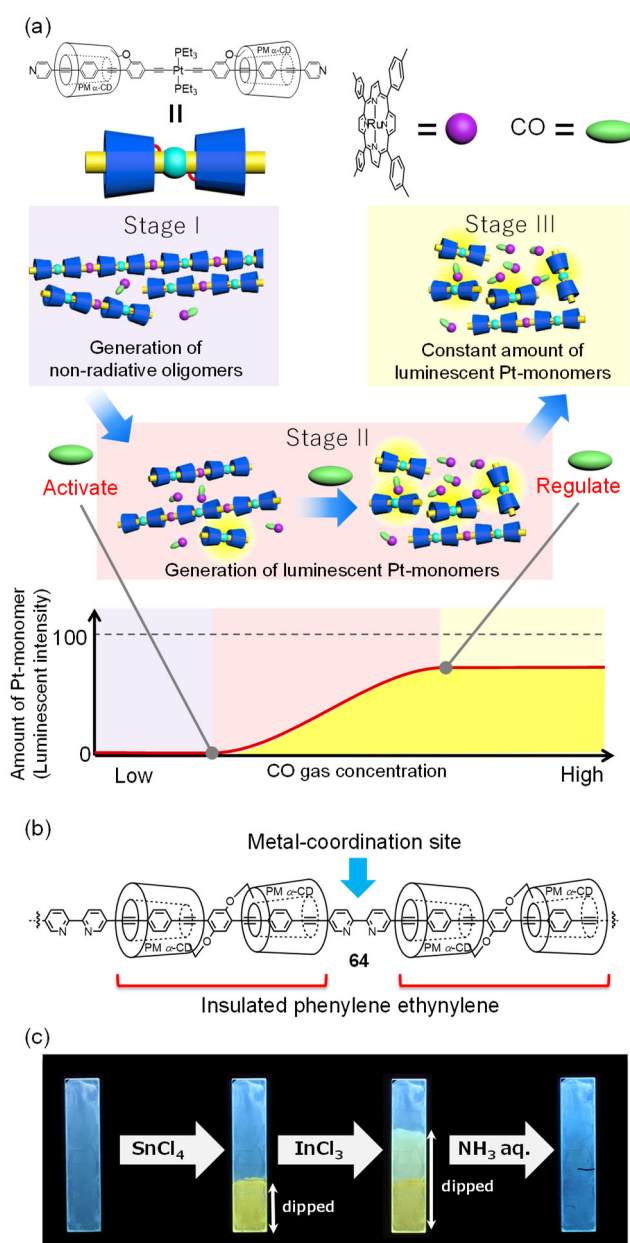 (a)
PEt3
N
O
PM α-CD
Pt
PEt3
O
PM α-CD
N
N
N
Ru
N
N
=
CO =
=
Stage I
Generation of
non-radiative oligomers
Stage III
Constant amount of
luminescent Pt-monomers
Stage II
Activate
Regulate
Generation of luminescent Pt-monomers
Amount of Pt-monomer
(Luminescent intensity)
100
0
Low
CO gas concentration
High
(b)
Metal-coordination site
PM α-CD
PM α-CD
O
O
N
N
PM α-CD
PM α-CD
O
O
N
N
64
Insulated phenylene ethynylene
(c)
SnCl4
InCl3
NH3 aq.
dipped
dipped